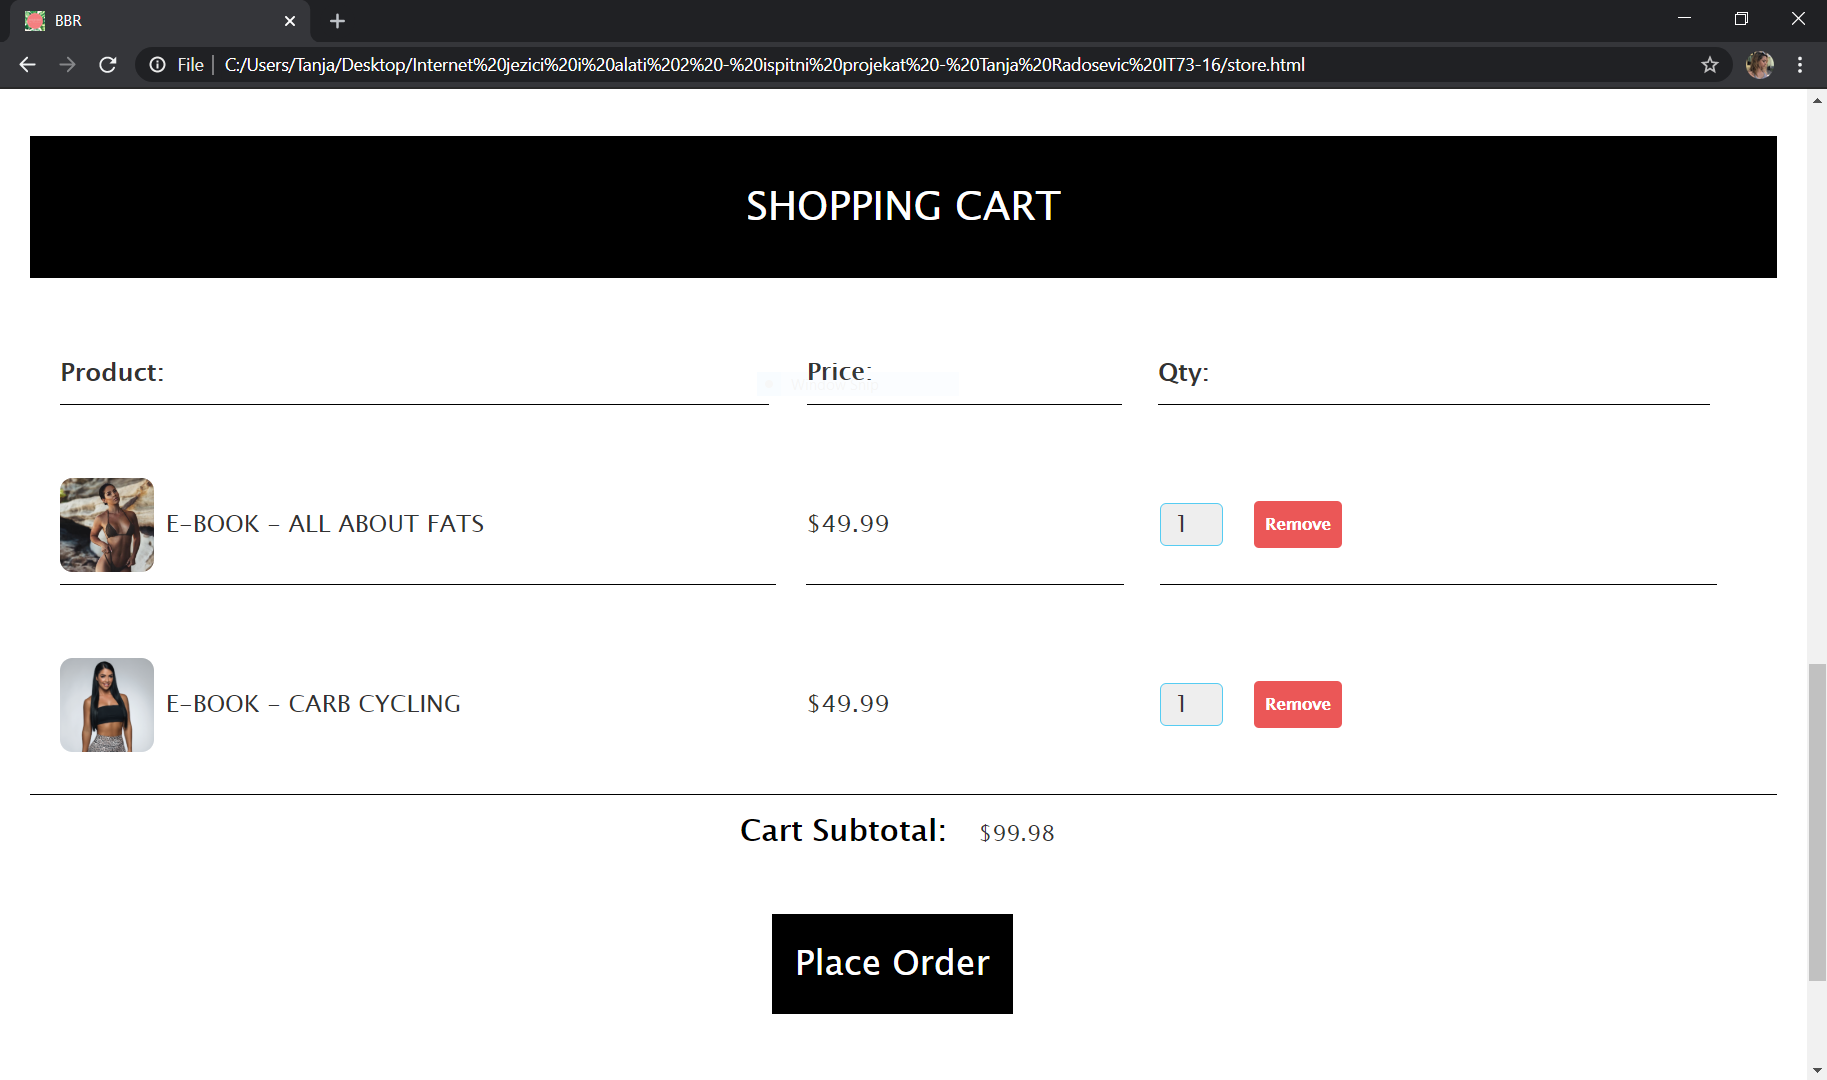 BBR
File
C:/Users/Tanja/Desktop/Internet%20jezici%20i%20alati%202%20-%20ispitni%20projekat%20-%20Tanja%20Radosevic%20IT73-16/store.html
SHOPPING CART
Product: Price: Qty:
E-BOOK - ALL ABOUT FATS $49.99 1 Remove
E-BOOK - CARB CYCLING $49.99 1 Remove
Cart Subtotal: $99.98
Place Order